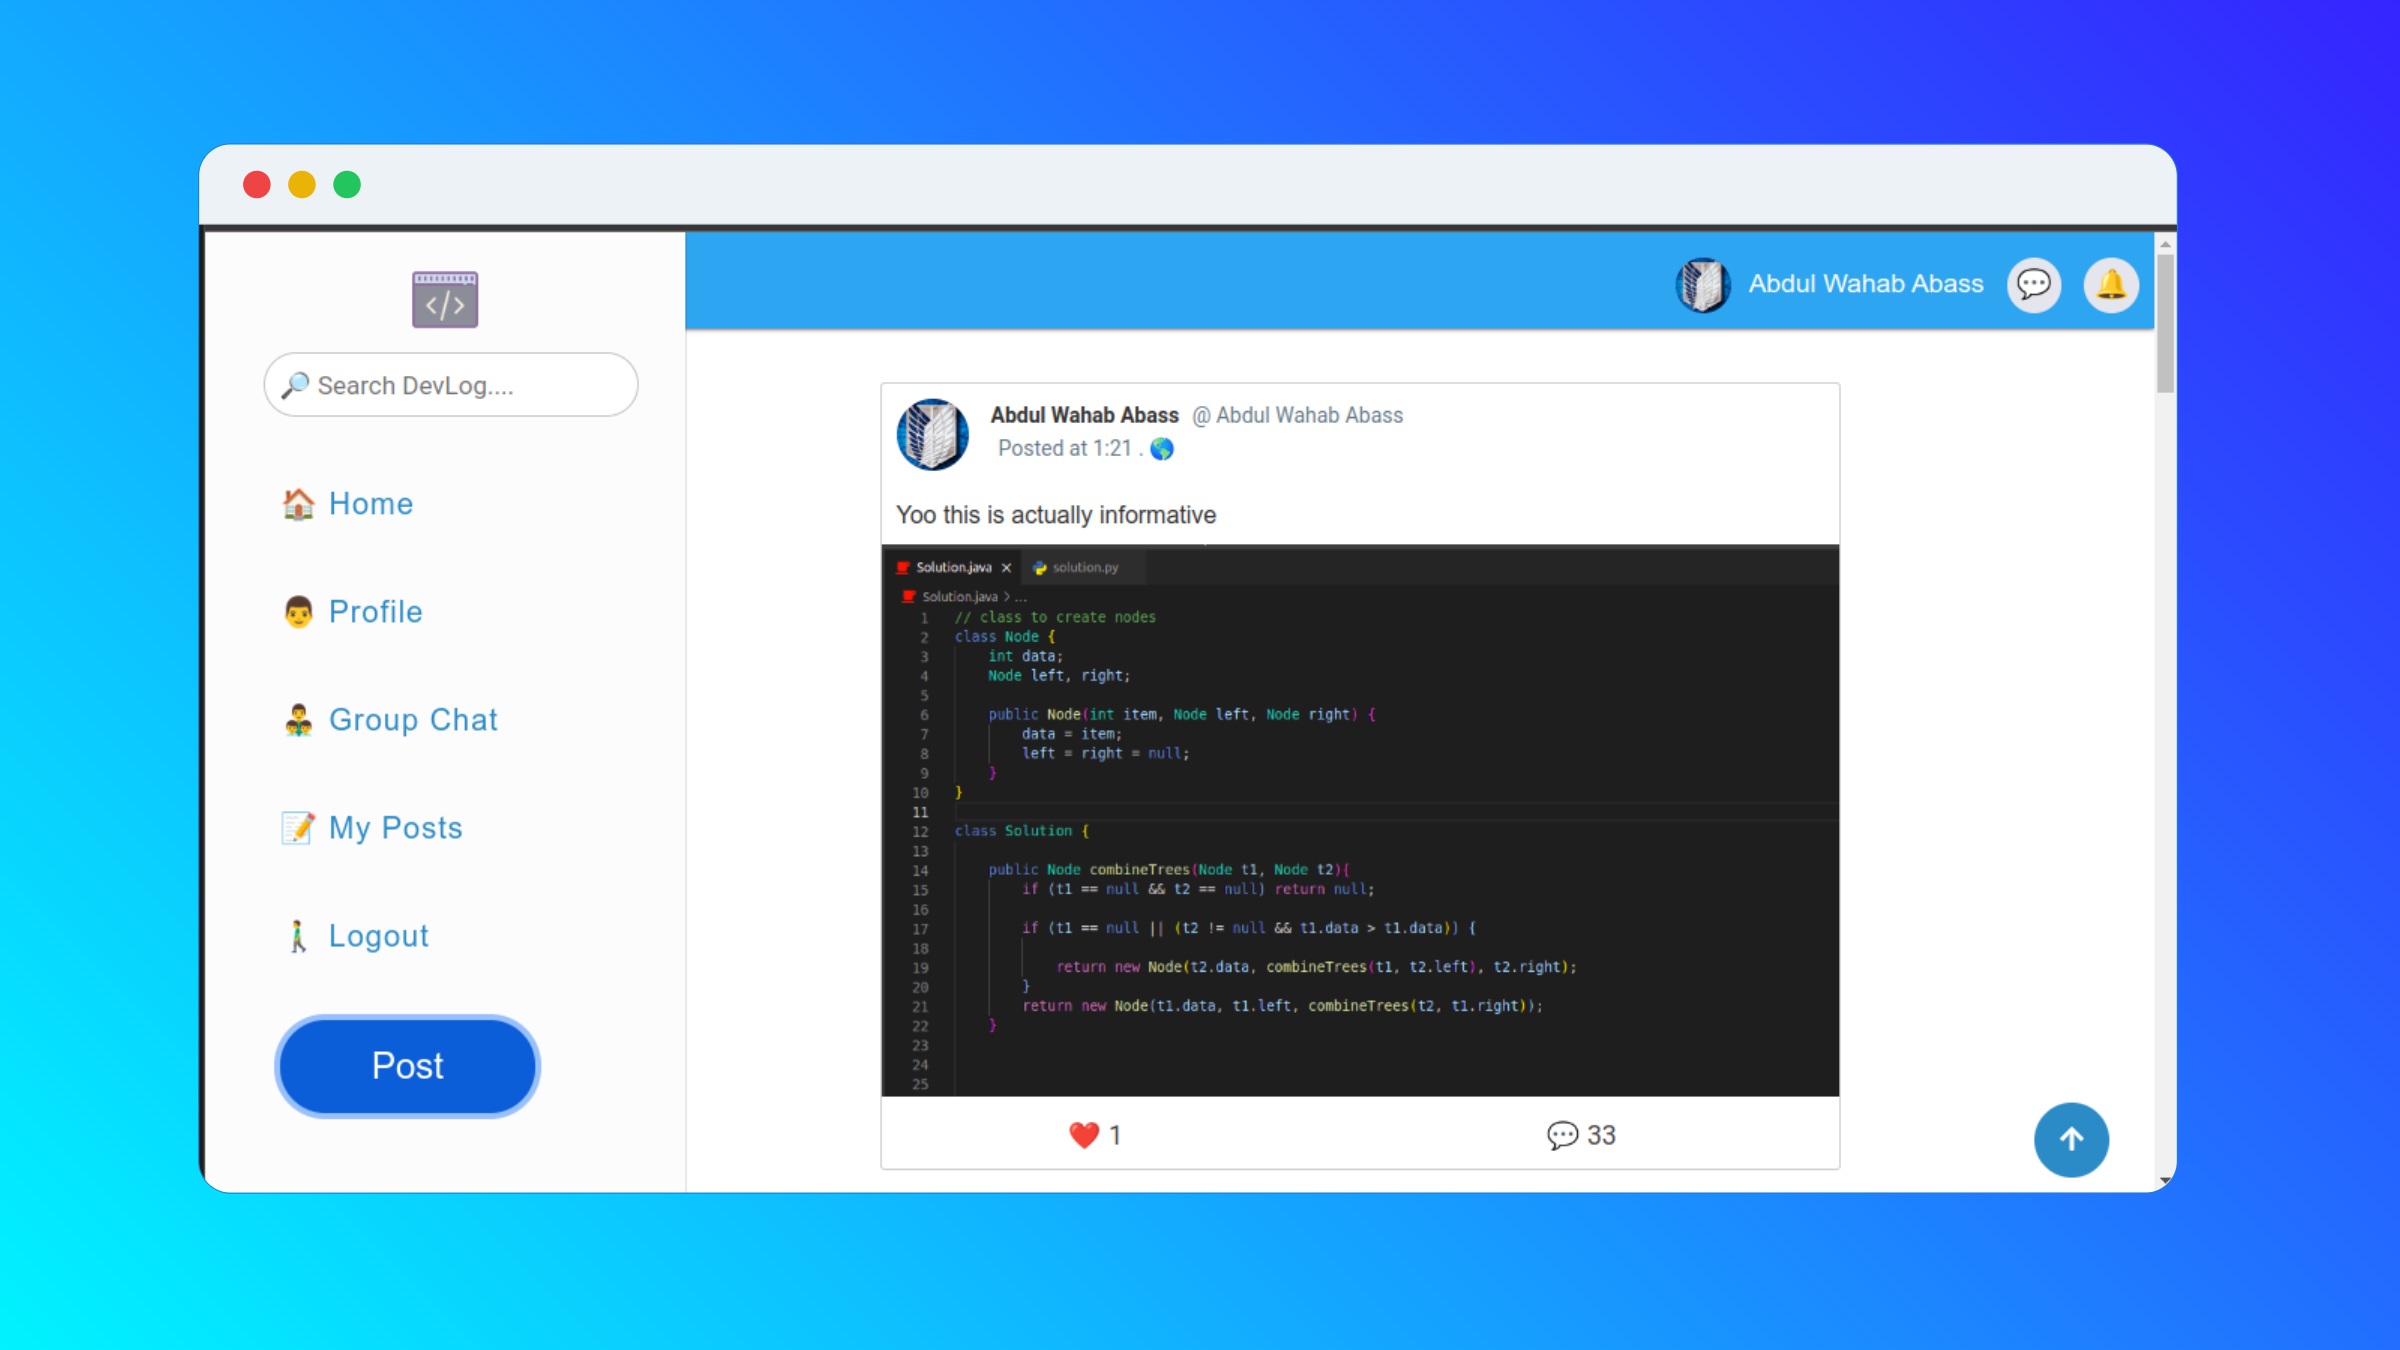 </>
🔎 Search DevLog....
🏠 Home
👨 Profile
👨‍👦‍👦 Group Chat
📝 My Posts
🚶‍♂️ Logout
Post
Abdul Wahab Abass 💬 🔔
Abdul Wahab Abass @ Abdul Wahab Abass
Posted at 1:21 . 🌎
Yoo this is actually informative
Solution.java × solution.py
Solution.java > ...
1 // class to create nodes
2 class Node {
3     int data;
4     Node left, right;
5
6     public Node(int item, Node left, Node right) {
7         data = item;
8         left = right = null;
9     }
10 }
11
12 class Solution {
13
14     public Node combineTrees(Node t1, Node t2){
15         if (t1 == null && t2 == null) return null;
16
17         if (t1 == null || (t2 != null && t1.data > t1.data)) {
18
19             return new Node(t2.data, combineTrees(t1, t2.left), t2.right);
20         }
21         return new Node(t1.data, t1.left, combineTrees(t2, t1.right));
22     }
23
24
25
❤️ 1
💬 33